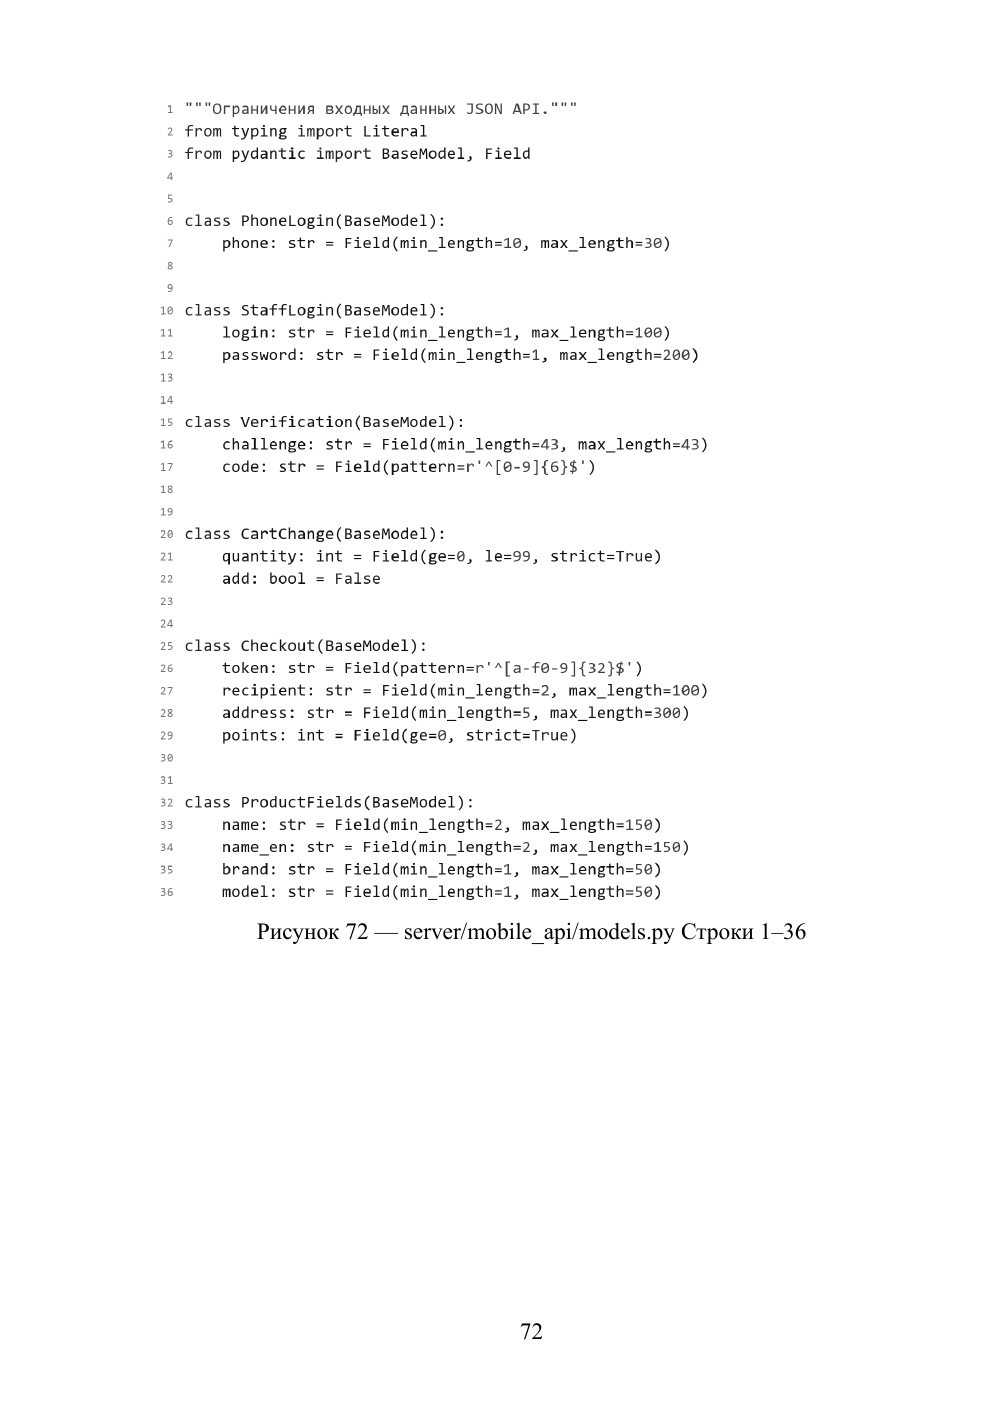 1 """Ограничения входных данных JSON API."""
2 from typing import Literal
3 from pydantic import BaseModel, Field
4
5
6 class PhoneLogin(BaseModel):
7     phone: str = Field(min_length=10, max_length=30)
8
9
10 class StaffLogin(BaseModel):
11     login: str = Field(min_length=1, max_length=100)
12     password: str = Field(min_length=1, max_length=200)
13
14
15 class Verification(BaseModel):
16     challenge: str = Field(min_length=43, max_length=43)
17     code: str = Field(pattern=r'^[0-9]{6}$')
18
19
20 class CartChange(BaseModel):
21     quantity: int = Field(ge=0, le=99, strict=True)
22     add: bool = False
23
24
25 class Checkout(BaseModel):
26     token: str = Field(pattern=r'^[a-f0-9]{32}$')
27     recipient: str = Field(min_length=2, max_length=100)
28     address: str = Field(min_length=5, max_length=300)
29     points: int = Field(ge=0, strict=True)
30
31
32 class ProductFields(BaseModel):
33     name: str = Field(min_length=2, max_length=150)
34     name_en: str = Field(min_length=2, max_length=150)
35     brand: str = Field(min_length=1, max_length=50)
36     model: str = Field(min_length=1, max_length=50)
Рисунок 72 — server/mobile_api/models.py Строки 1–36
72